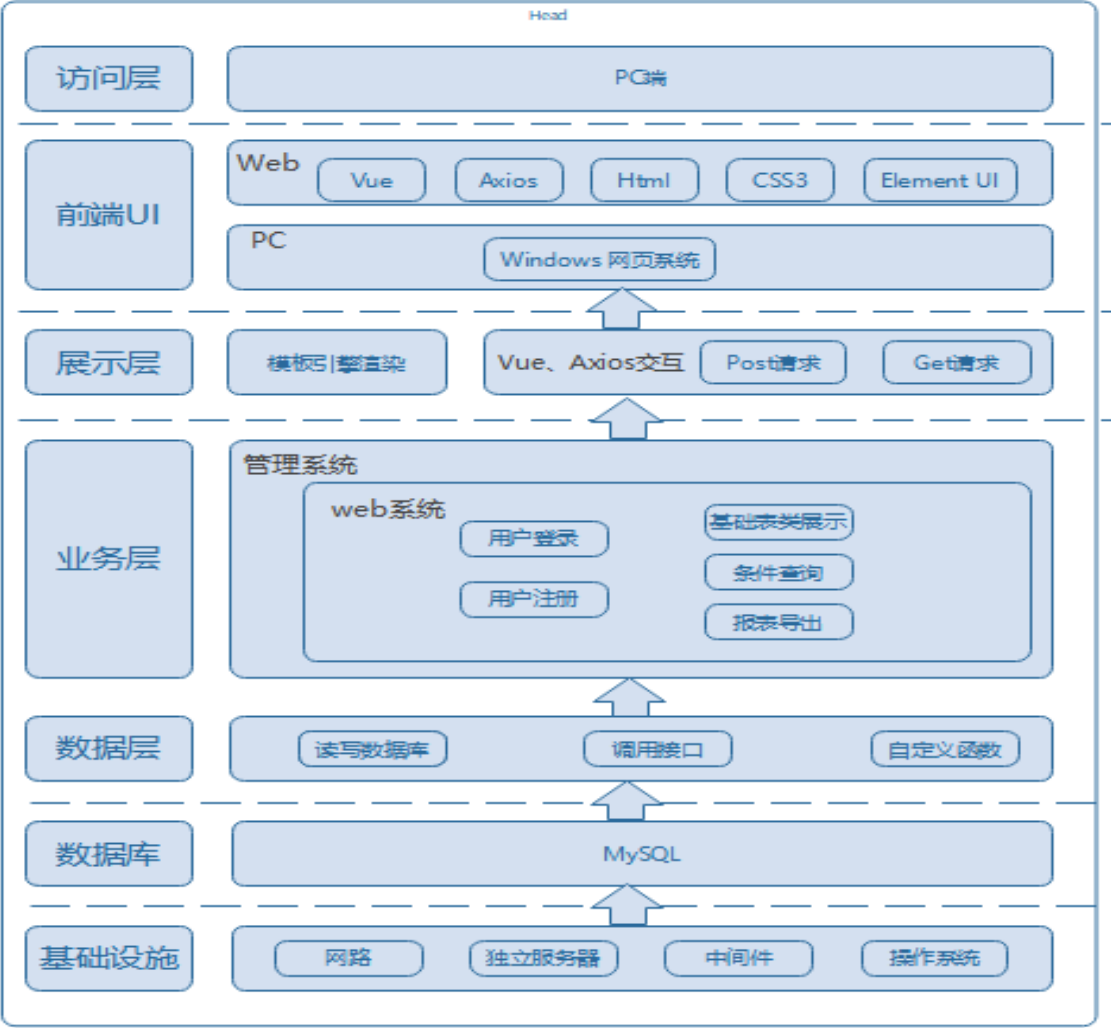 Head
访问层
PC端
前端UI
Web
Vue
Axios
Html
CSS3
Element UI
PC
Windows 网页系统
展示层
模板引擎渲染
Vue、Axios交互
Post请求
Get请求
业务层
管理系统
web系统
用户登录
用户注册
基础表类展示
条件查询
报表导出
数据层
读写数据库
调用接口
自定义函数
数据库
MySQL
基础设施
网路
独立服务器
中间件
操作系统